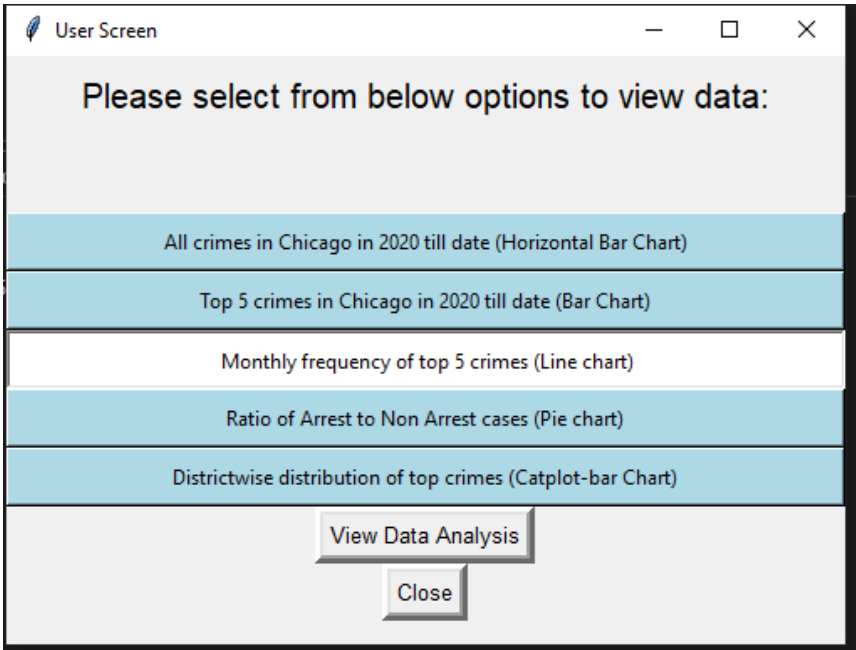 User Screen
Please select from below options to view data:
All crimes in Chicago in 2020 till date (Horizontal Bar Chart)
Top 5 crimes in Chicago in 2020 till date (Bar Chart)
Monthly frequency of top 5 crimes (Line chart)
Ratio of Arrest to Non Arrest cases (Pie chart)
Districtwise distribution of top crimes (Catplot-bar Chart)
View Data Analysis
Close